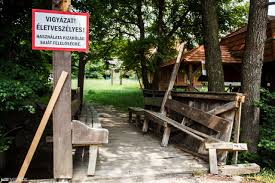 VIGYÁZAT!
ÉLETVESZÉLYES!
HASZNÁLATA KIZÁRÓLAG
SAJÁT FELELŐSSÉGRE.